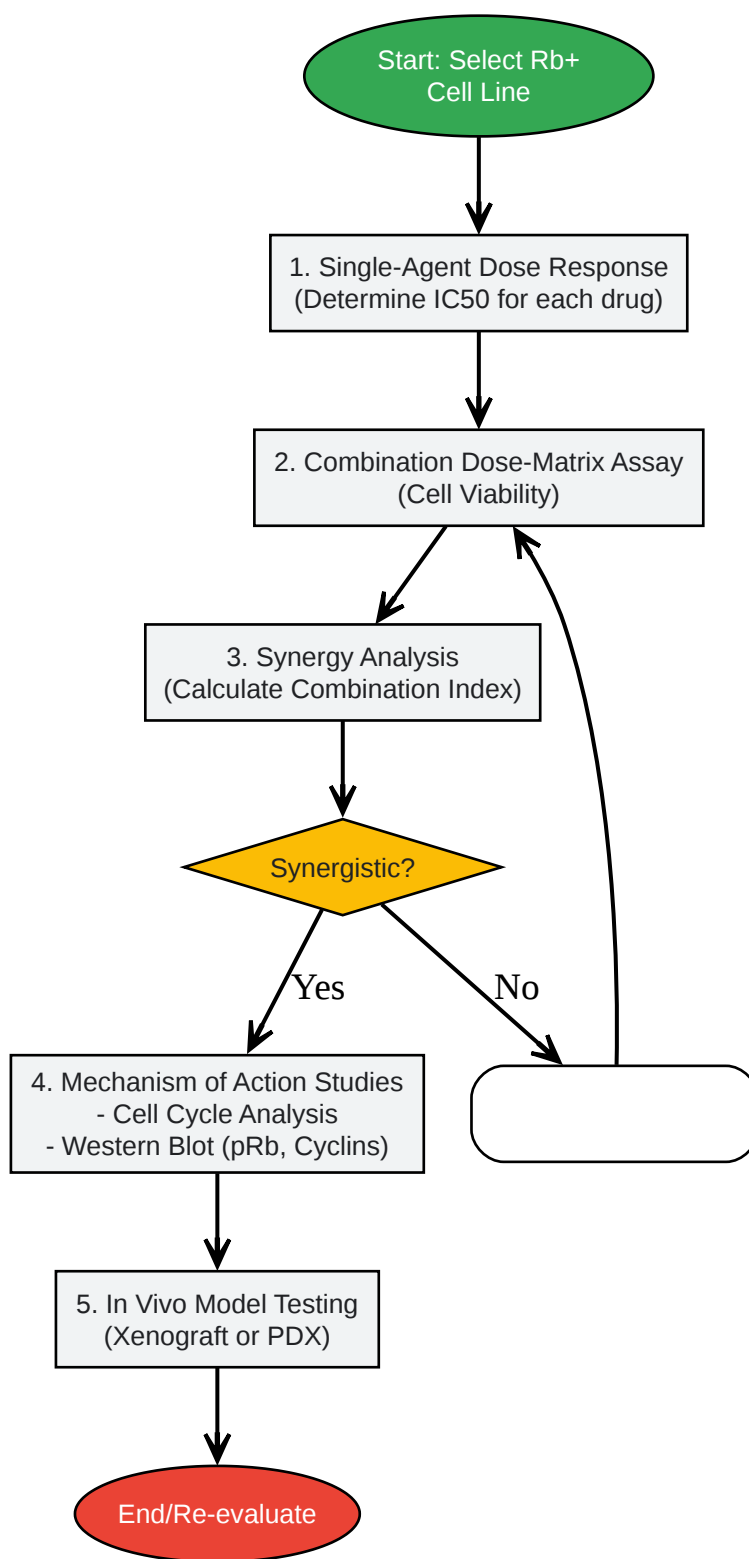 Start: Select Rb+
Cell Line
1. Single-Agent Dose Response
(Determine IC50 for each drug)
2. Combination Dose-Matrix Assay
(Cell Viability)
3. Synergy Analysis
(Calculate Combination Index)
Synergistic?
Yes
No
4. Mechanism of Action Studies
- Cell Cycle Analysis
- Western Blot (pRb, Cyclins)
5. In Vivo Model Testing
(Xenograft or PDX)
End/Re-evaluate